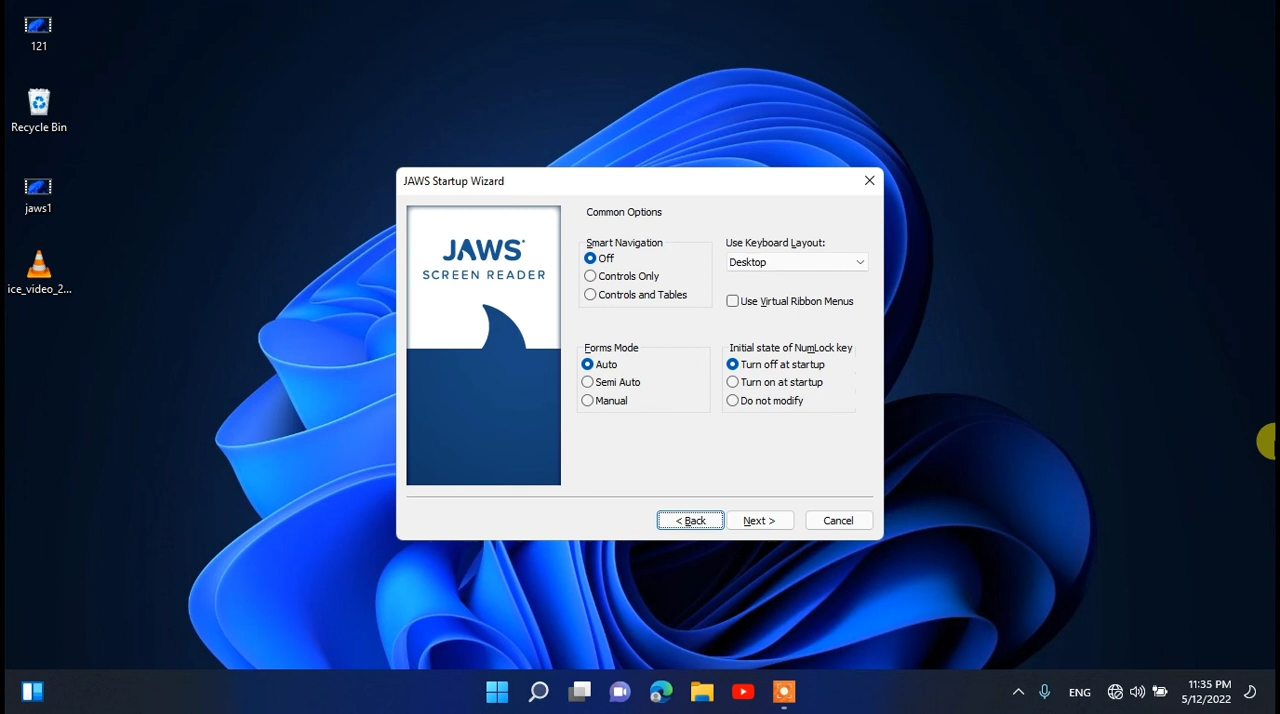 121
Recycle Bin
jaws1
ice_video_2...
JAWS Startup Wizard
JAWS
SCREEN READER
Common Options
Smart Navigation
Off
Controls Only
Controls and Tables
Use Keyboard Layout:
Desktop
Use Virtual Ribbon Menus
Forms Mode
Auto
Semi Auto
Manual
Initial state of NumLock key
Turn off at startup
Turn on at startup
Do not modify
< Back
Next >
Cancel
ENG
11:35 PM
5/12/2022